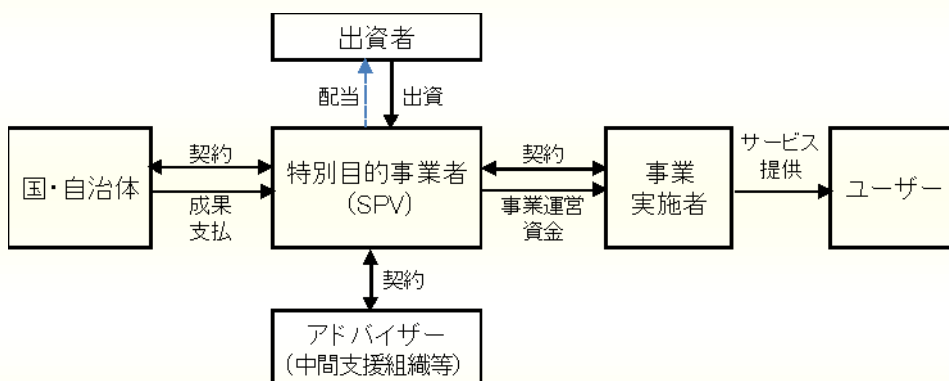 出資者
配当
出資
国・自治体
契約
成果
支払
特別目的事業者
(SPV)
契約
事業運営
資金
事業
実施者
サービス
提供
ユーザー
契約
アドバイザー
(中間支援組織等)